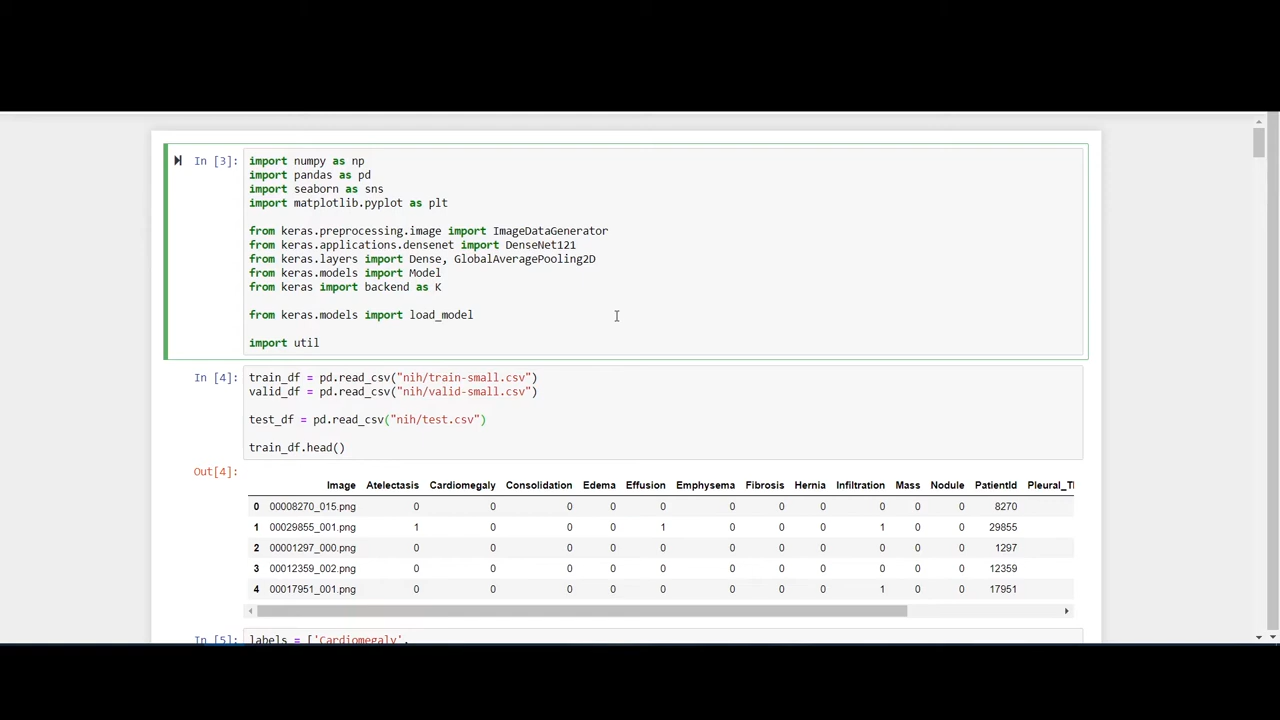 In [3]:
import numpy as np
import pandas as pd
import seaborn as sns
import matplotlib.pyplot as plt
from keras.preprocessing.image import ImageDataGenerator
from keras.applications.densenet import DenseNet121
from keras.layers import Dense, GlobalAveragePooling2D
from keras.models import Model
from keras import backend as K
from keras.models import load_model
import util
In [4]:
train_df = pd.read_csv("nih/train-small.csv")
valid_df = pd.read_csv("nih/valid-small.csv")
test_df = pd.read_csv("nih/test.csv")
train_df.head()
Out[4]:
Image Atelectasis Cardiomegaly Consolidation Edema Effusion Emphysema Fibrosis Hernia Infiltration Mass Nodule PatientId
0 00008270_015.png 0 0 0 0 0 0 0 0 0 0 0 8270
1 00029855_001.png 1 0 0 0 1 0 0 0 1 0 0 29855
2 00001297_000.png 0 0 0 0 0 0 0 0 0 0 0 1297
3 00012359_002.png 0 0 0 0 0 0 0 0 0 0 0 12359
4 00017951_001.png 0 0 0 0 0 0 0 0 1 0 0 17951
In [5]: labels = ['Cardiomegaly',